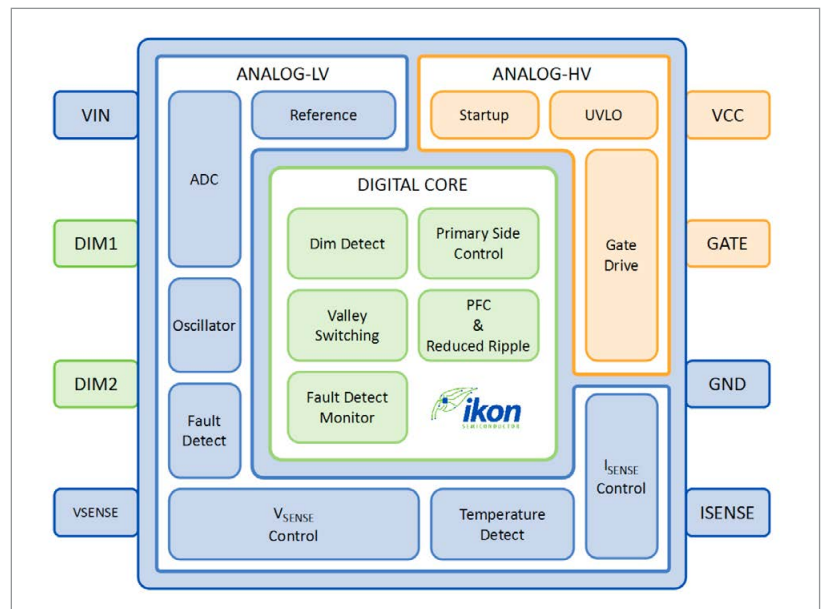 ANALOG-LV
ANALOG-HV
VIN
Reference
Startup
UVLO
VCC
ADC
DIGITAL CORE
DIM1
Dim Detect
Primary Side
Control
Gate
Drive
GATE
Oscillator
Valley
Switching
PFC
&
Reduced Ripple
DIM2
Fault
Detect
Fault Detect
Monitor
ikon
SEMICONDUCTOR
GND
ISENSE
Control
VSENSE
VSENSE
Control
Temperature
Detect
ISENSE